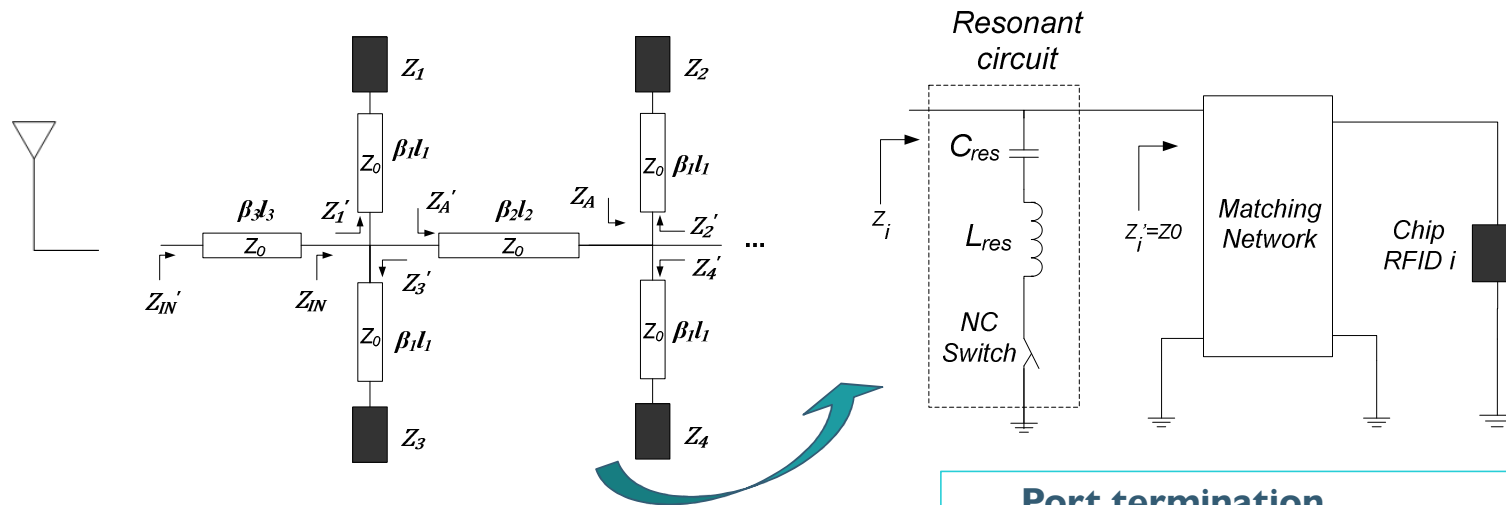 Z1
Z2
Z0
β1l1
Z0
β1l1
β3l3
Z0
Z1'
ZA'
β2l2
Z0
ZA
Z2'
...
ZIN'
ZIN
Z3'
Z4'
Z0
β1l1
Z0
β1l1
Z3
Z4
Resonant
circuit
Cres
Zi
Lres
NC
Switch
Zi'=Z0
Matching
Network
Chip
RFID i
Port termination